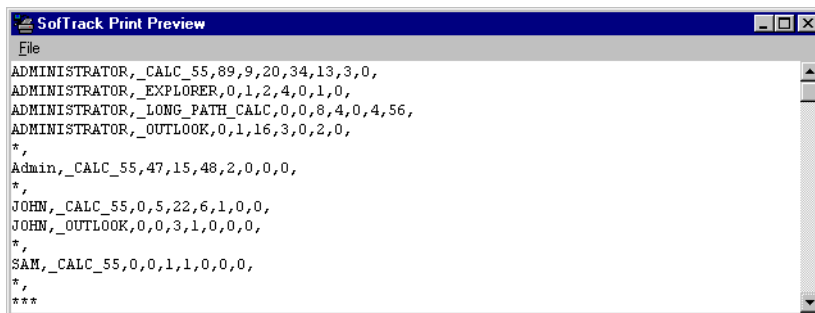 SofTrack Print Preview
File
ADMINISTRATOR,_CALC_55,89,9,20,34,13,3,0,
ADMINISTRATOR,_EXPLORER,0,1,2,4,0,1,0,
ADMINISTRATOR,_LONG_PATH_CALC,0,0,8,4,0,4,56,
ADMINISTRATOR,_OUTLOOK,0,1,16,3,0,2,0,
*,
Admin,_CALC_55,47,15,48,2,0,0,0,
*,
JOHN,_CALC_55,0,5,22,6,1,0,0,
JOHN,_OUTLOOK,0,0,3,1,0,0,0,
*,
SAM,_CALC_55,0,0,1,1,0,0,0,
*,
***